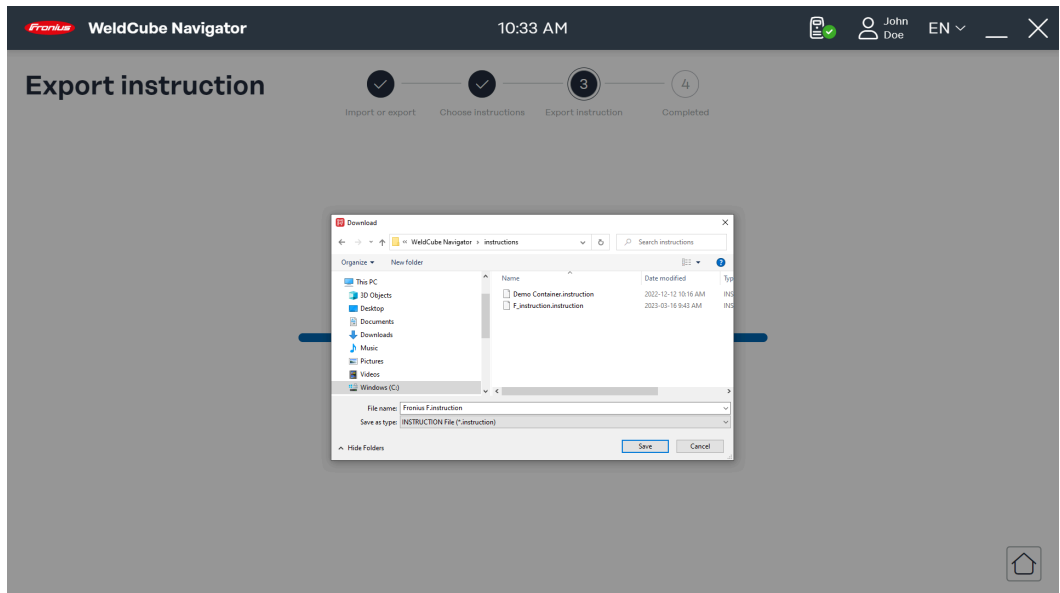 Fronius WeldCube Navigator 10:33 AM John Doe EN
Export instruction
3 4
Import or export Choose instructions Export instruction Completed
Download
« WeldCube Navigator › instructions Search instructions
Organize New folder
Name Date modified Typ
This PC
3D Objects Demo Container.instruction 2022-12-12 10:16 AM INS
Desktop F_instruction.instruction 2023-03-16 9:43 AM INS
Documents
Downloads
Music
Pictures
Videos
Windows (C:)
File name: Fronius F.instruction
Save as type: INSTRUCTION File (*.instruction)
Hide Folders Save Cancel